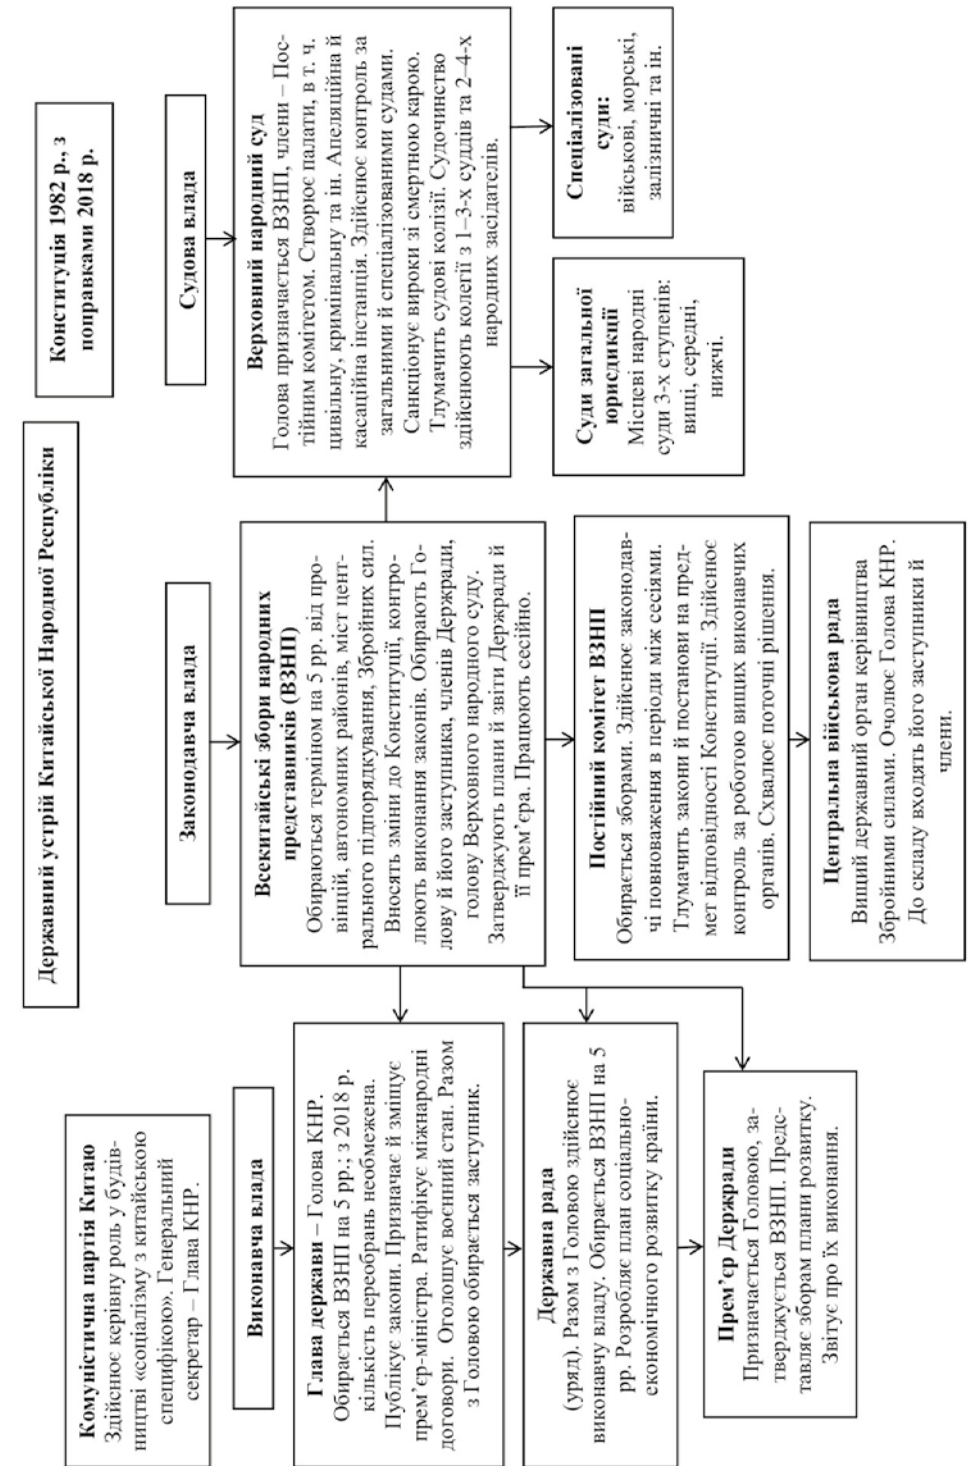 Державний устрій Китайської Народної Республіки
Комуністична партія Китаю
Здійснює керівну роль у будів-
ництві «соціалізму з китайською
специфікою». Генеральний
секретар – Глава КНР.
Конституція 1982 р., з
поправками 2018 р.
Виконавча влада
Глава держави – Голова КНР.
Обирається ВЗНП на 5 рр.; з 2018 р.
кількість переобрань необмежена.
Публікує закони. Призначає й зміщує
прем’єр-міністра. Ратифікує міжнародні
договори. Оголошує воєнний стан. Разом
з Головою обирається заступник.
Державна рада
(уряд). Разом з Головою здійснює
виконавчу владу. Обирається ВЗНП на 5
рр. Розробляє план соціально-
економічного розвитку країни.
Прем’єр Держради
Призначається Головою, за-
тверджується ВЗНП. Предс-
тавляє зборам плани розвитку.
Звітує про їх виконання.
Законодавча влада
Всекитайські збори народних
представників (ВЗНП)
Обираються терміном на 5 рр. від про-
вінцій, автономних районів, міст цент-
рального підпорядкування, Збройних сил.
Вносять зміни до Конституції, контро-
люють виконання законів. Обирають Го-
лову й його заступника, членів Держради,
голову Верховного народного суду.
Затверджують плани й звіти Держради й
її прем’єра. Працюють сесійно.
Постійний комітет ВЗНП
Обирається зборами. Здійснює законодав-
чі повноваження в періоди між сесіями.
Тлумачить закони й постанови на пред-
мет відповідності Конституції. Здійснює
контроль за роботою вищих виконавчих
органів. Схвалює поточні рішення.
Центральна військова рада
Вищий державний орган керівництва
Збройними силами. Очолює Голова КНР.
До складу входять його заступники й
члени.
Судова влада
Верховний народний суд
Голова призначається ВЗНП, члени – Пос-
тійним комітетом. Створює палати, в т. ч.
цивільну, кримінальну та ін. Апеляційна й
касаційна інстанція. Здійснює контроль за
загальними й спеціалізованими судами.
Санкціонує вироки зі смертною карою.
Тлумачить судові колізії. Судочинство
здійснюють колегії з 1–3-х суддів та 2–4-х
народних засідателів.
Суди загальної
юрисдикції
Місцеві народні
суди 3-х ступенів:
вищі, середні,
нижчі.
Спеціалізовані
суди:
військові, морські,
залізничні та ін.